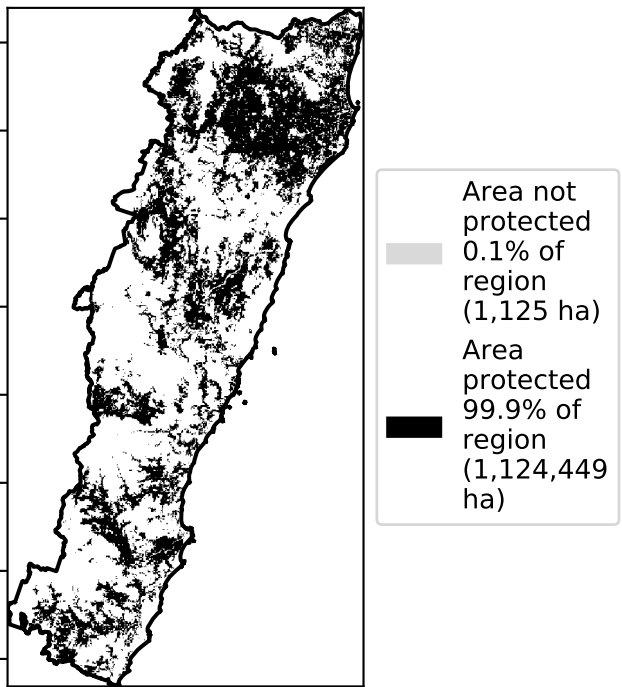 Area not
protected
0.1% of
region
(1,125 ha)
Area
protected
99.9% of
region
(1,124,449
ha)